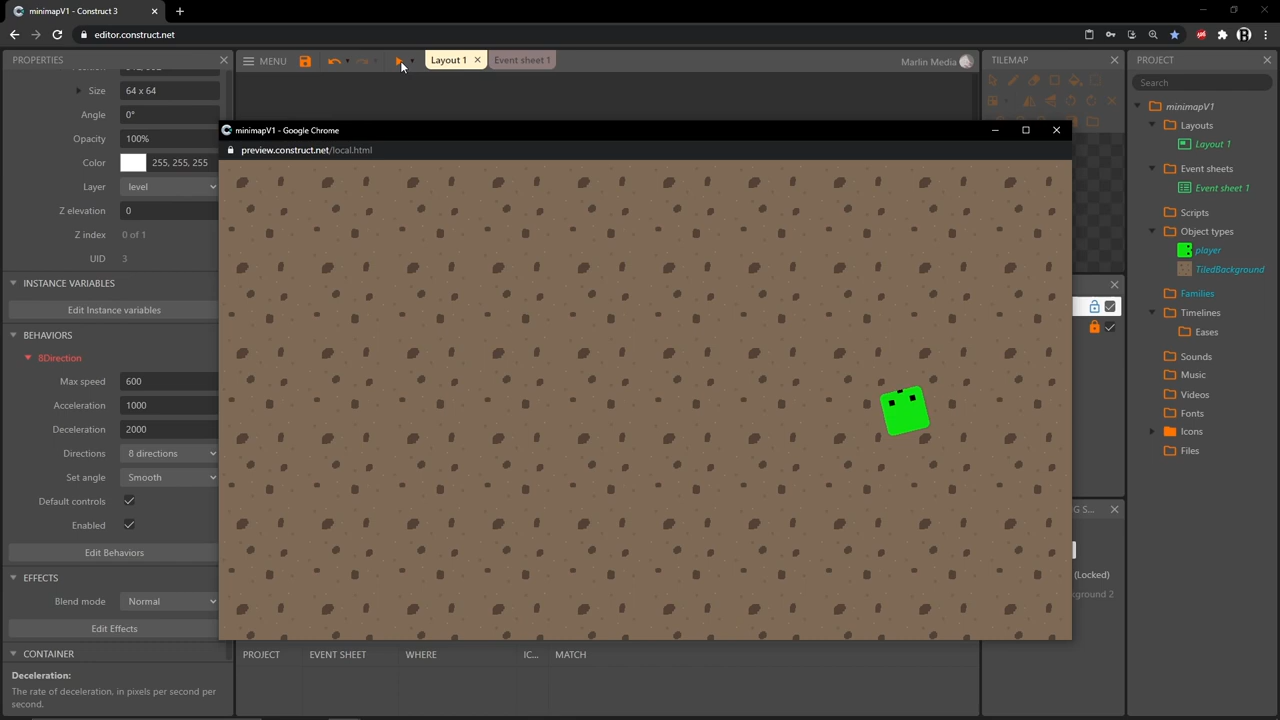 minimapV1 - Construct 3
editor.construct.net
PROPERTIES
MENU
Layout 1
Event sheet 1
Marlin Media
TILEMAP
PROJECT
Size
64 x 64
Angle
0°
Opacity
100%
Color
255, 255, 255
Layer
level
Z elevation
0
Z index
0 of 1
UID
3
INSTANCE VARIABLES
Edit Instance variables
BEHAVIORS
8Direction
Max speed
600
Acceleration
1000
Deceleration
2000
Directions
8 directions
Set angle
Smooth
Default controls
Enabled
Edit Behaviors
EFFECTS
Blend mode
Normal
Edit Effects
CONTAINER
Deceleration:
The rate of deceleration, in pixels per second per
second.
minimapV1 - Google Chrome
preview.construct.net/local.html
PROJECT
EVENT SHEET
WHERE
IC...
MATCH
G S...
(Locked)
kground 2
Search
minimapV1
Layouts
Layout 1
Event sheets
Event sheet 1
Scripts
Object types
player
TiledBackground
Families
Timelines
Eases
Sounds
Music
Videos
Fonts
Icons
Files